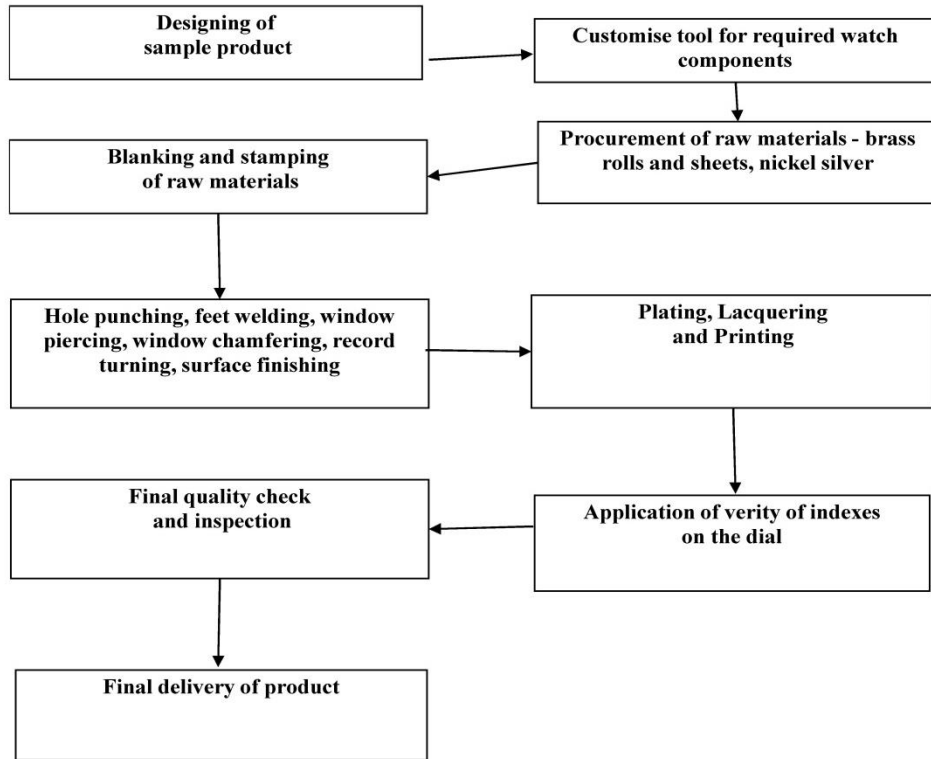 Designing of
sample product
Customise tool for required watch
components
Procurement of raw materials - brass
rolls and sheets, nickel silver
Blanking and stamping
of raw materials
Hole punching, feet welding, window
piercing, window chamfering, record
turning, surface finishing
Plating, Lacquering
and Printing
Application of verity of indexes
on the dial
Final quality check
and inspection
Final delivery of product